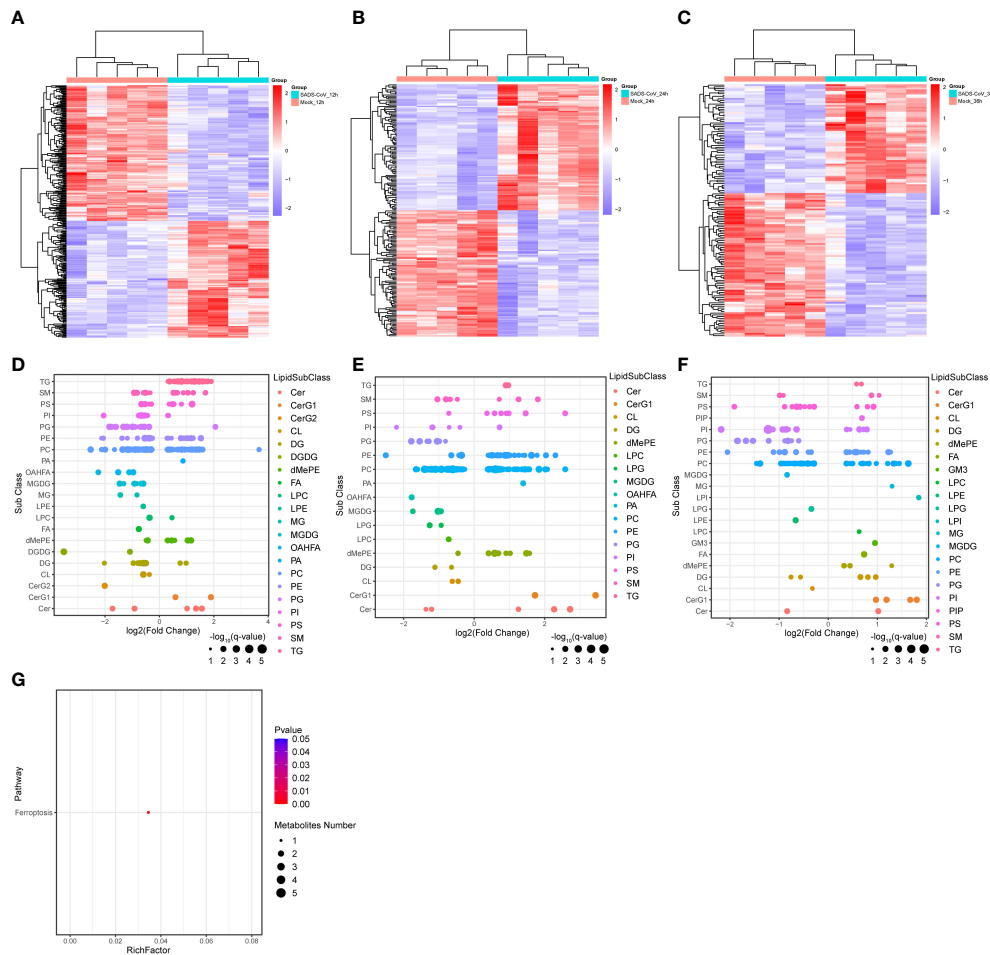 A
Group
2
Group
SADS-CoV_12h
Mock_12h
1
0
−1
−2
B
Group
2
Group
SADS-CoV_24h
Mock_24h
1
0
−1
−2
C
Group
2
Group
SADS-CoV_3
Mock_36h
1
0
−1
−2
D
TG
SM
PS
PI
PG
PE
PC
PA
OAHFA
MGDG
MG
LPE
LPC
FA
dMePE
DGDG
DG
CL
CerG2
CerG1
Cer
Sub Class
−2 0 2 4
log2(Fold Change)
LipidSubClass
Cer
CerG1
CerG2
CL
DG
DGDG
dMePE
FA
LPC
LPE
MG
MGDG
OAHFA
PA
PC
PE
PG
PI
PS
SM
TG
-log10(q-value)
1 2 3 4 5
E
TG
SM
PS
PI
PG
PE
PC
PA
OAHFA
MGDG
LPG
LPC
dMePE
DG
CL
CerG1
Cer
Sub Class
−2 0 2
log2(Fold Change)
LipidSubClass
Cer
CerG1
CL
DG
dMePE
LPC
LPG
MGDG
OAHFA
PA
PC
PE
PG
PI
PS
SM
TG
-log10(q-value)
1 2 3 4 5
F
TG
SM
PS
PIP
PI
PG
PE
PC
MGDG
MG
LPI
LPG
LPE
LPC
GM3
FA
dMePE
DG
CL
CerG1
Cer
Sub Class
−2 −1 0 1 2
log2(Fold Change)
LipidSubClass
Cer
CerG1
CL
DG
dMePE
FA
GM3
LPC
LPE
LPG
LPI
MG
MGDG
PC
PE
PG
PI
PIP
PS
SM
TG
-log10(q-value)
1 2 3 4 5
G
Pathway
Ferroptosis
0.00 0.02 0.04 0.06 0.08
RichFactor
Pvalue
0.05
0.04
0.03
0.02
0.01
0.00
Metabolites Number
1
2
3
4
5